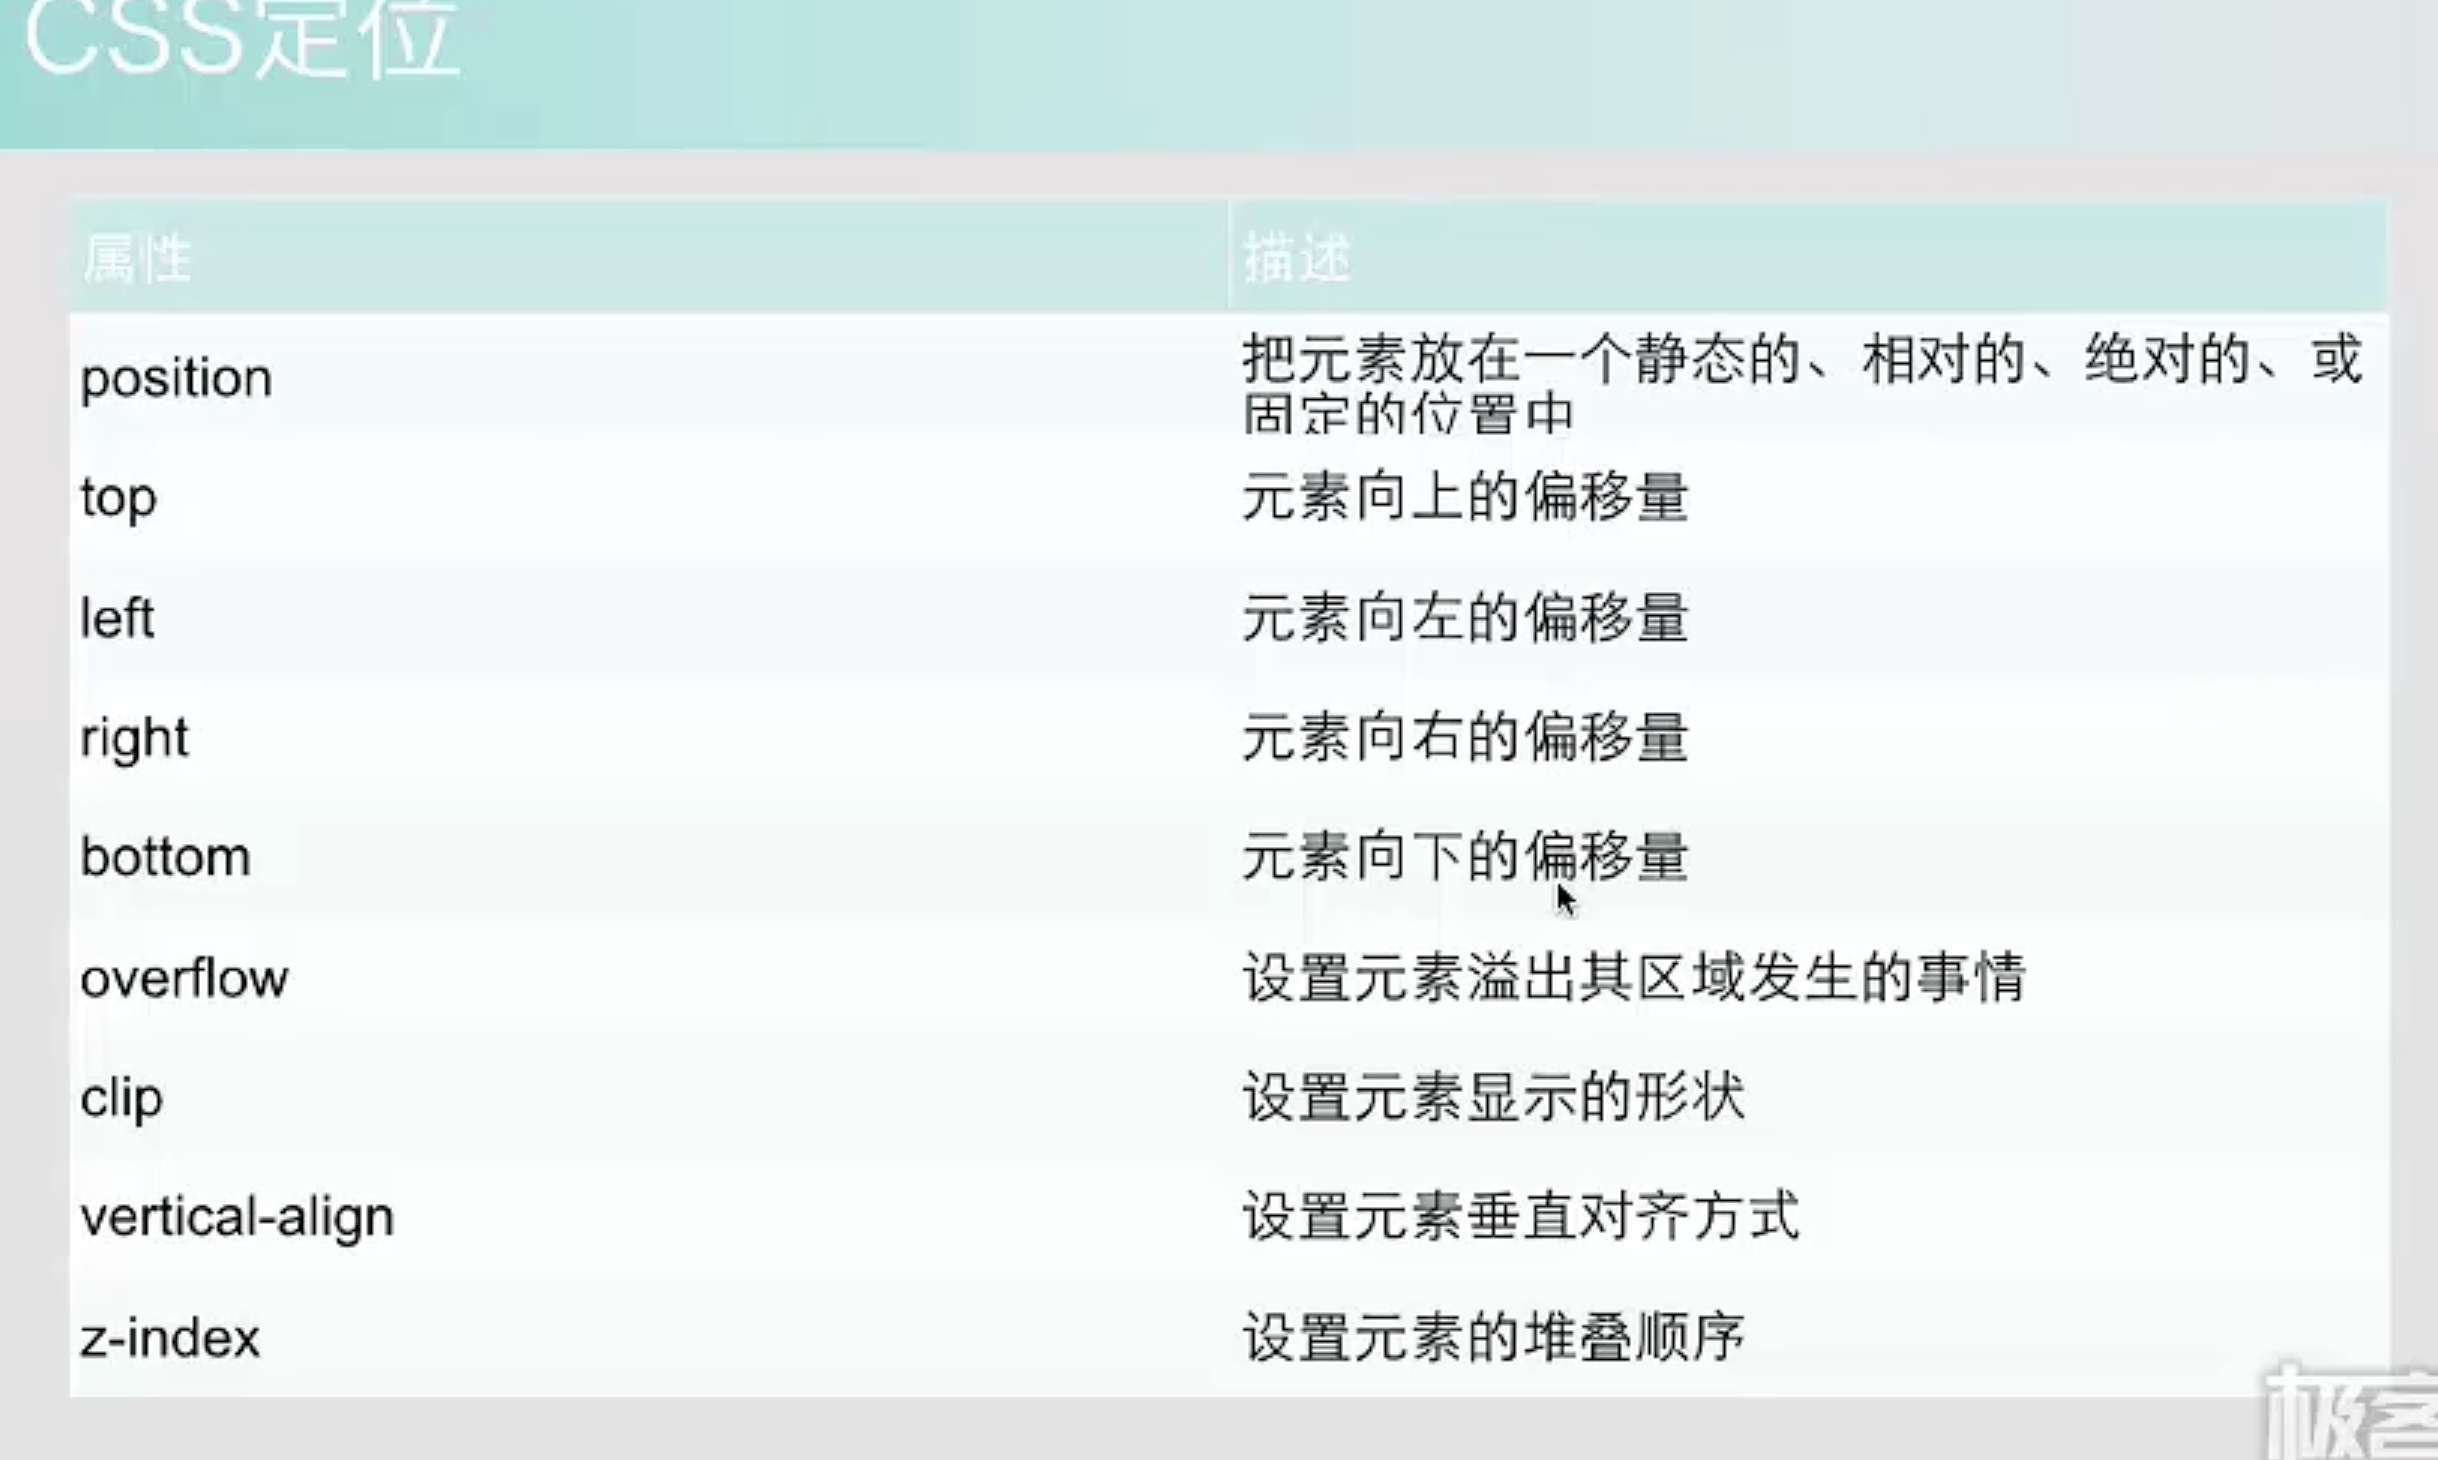 CSS定位
属性 描述
position 把元素放在一个静态的、相对的、绝对的、或
固定的位置中
top 元素向上的偏移量
left 元素向左的偏移量
right 元素向右的偏移量
bottom 元素向下的偏移量
overflow 设置元素溢出其区域发生的事情
clip 设置元素显示的形状
vertical-align 设置元素垂直对齐方式
z-index 设置元素的堆叠顺序
极客